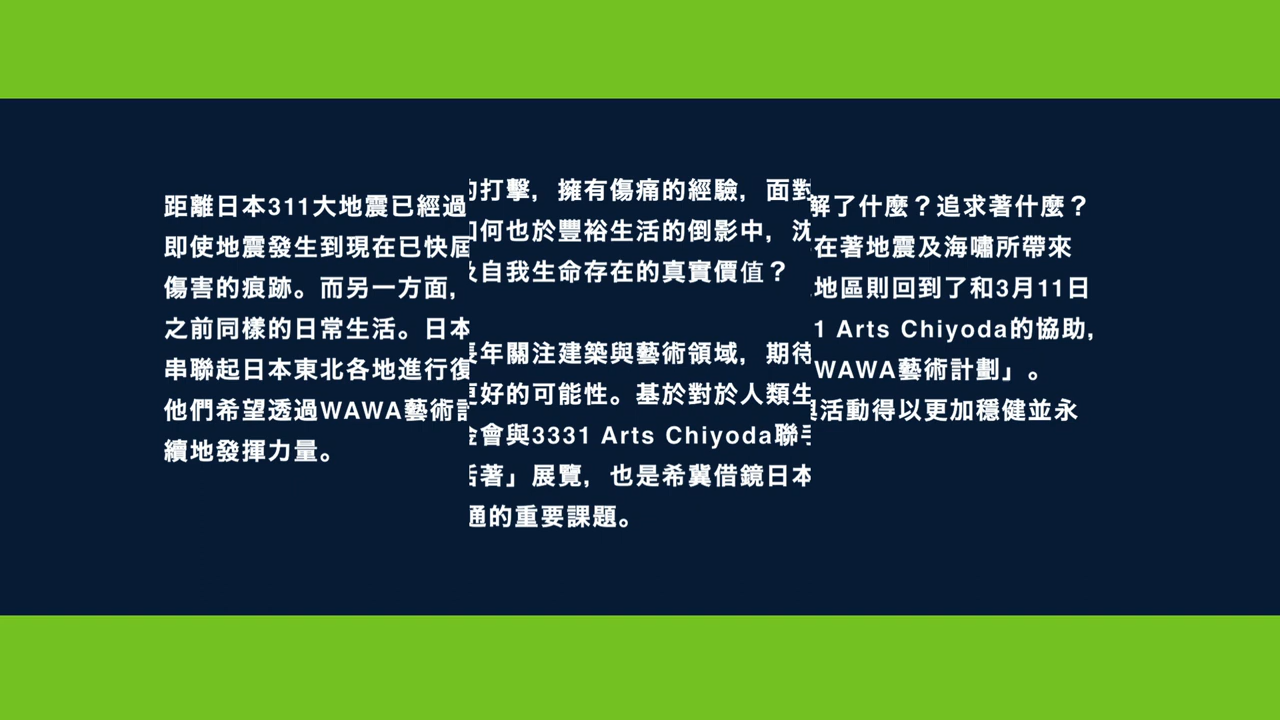 距離日本311大地震已經過
即使地震發生到現在已快屆
傷害的痕跡。而另一方面,
之前同樣的日常生活。日本
串聯起日本東北各地進行復
他們希望透過WAWA藝術
續地發揮力量。
打擊,擁有傷痛的經驗,面對
何也於豐裕生活的倒影中,沈
自我生命存在的真實價值?
年關注建築與藝術領域,期待
好的可能性。基於對於人類生
會與3331 Arts Chiyoda聯
著」展覽,也是希冀借鏡日本
通的重要課題。
解了什麼?追求著什麼?
在著地震及海嘯所帶來
地區則回到了和3月11日
1 Arts Chiyoda的協助,
WAWA藝術計劃」。
活動得以更加穩健並永